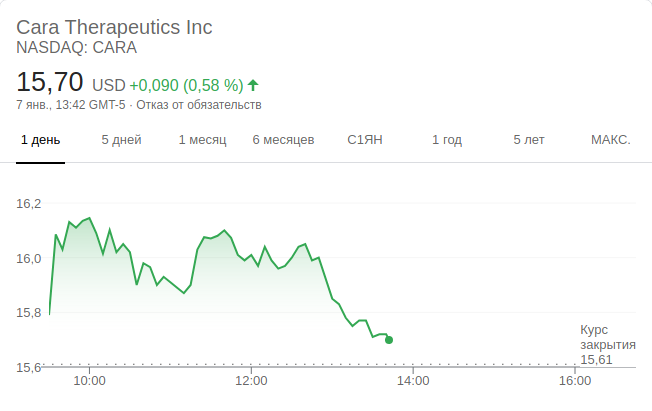 Cara Therapeutics Inc
NASDAQ: CARA
15,70 USD +0,090 (0,58 %)
7 янв., 13:42 GMT-5 · Отказ от обязательств
1 день 5 дней 1 месяц 6 месяцев С1ЯН 1 год 5 лет МАКС.
16,2
16,0
15,8
15,6
Курс
закрытия
15,61
10:00 12:00 14:00 16:00